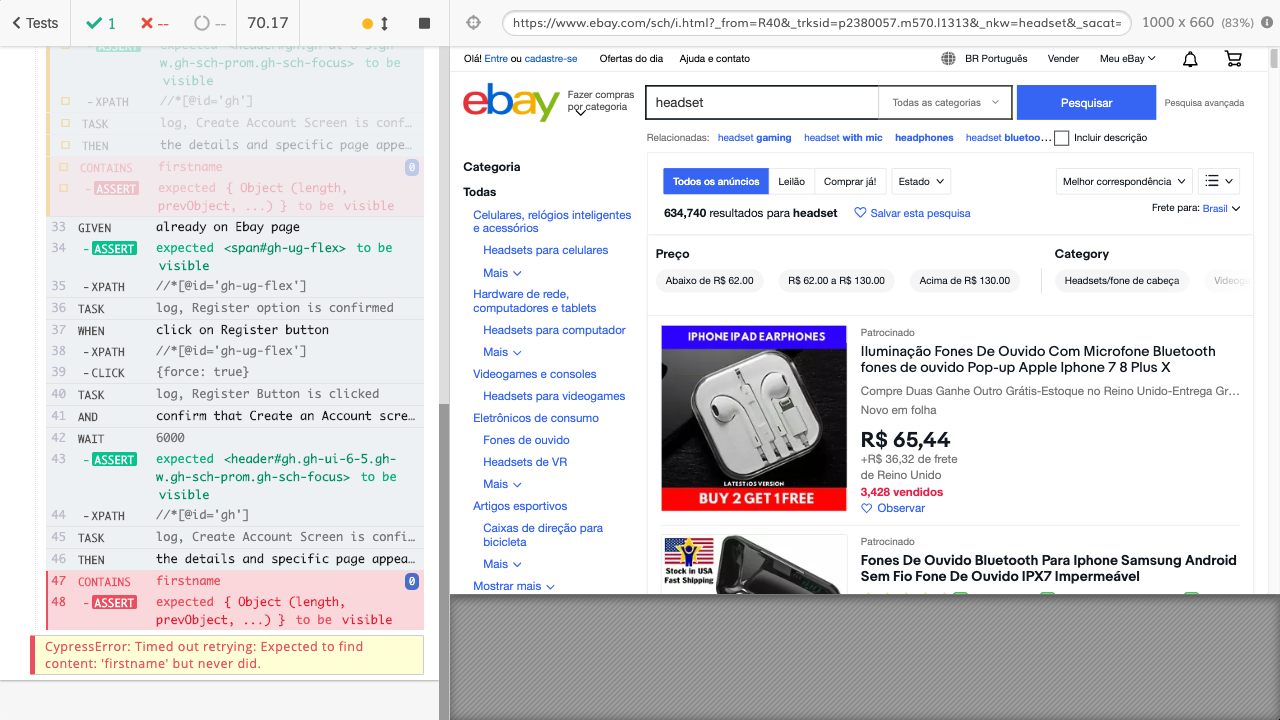 Tests
1
--
--
70.17
https://www.ebay.com/sch/i.html?_from=R40&_trksid=p2380057.m570.l1313&_nkw=headset&_sacat=
1000 x 660 (83%)
-ASSERT expected <header#gh.gh-ui-6-5.gh-
w.gh-sch-prom.gh-sch-focus> to be
visible
-XPATH //*[@id='gh']
TASK log, Create Account Screen is conf…
THEN the details and specific page appe…
CONTAINS firstname 0
-ASSERT expected { Object (length,
prevObject, ...) } to be visible
33 GIVEN already on Ebay page
34 -ASSERT expected <span#gh-ug-flex> to be
visible
35 -XPATH //*[@id='gh-ug-flex']
36 TASK log, Register option is confirmed
37 WHEN click on Register button
38 -XPATH //*[@id='gh-ug-flex']
39 -CLICK {force: true}
40 TASK log, Register Button is clicked
41 AND confirm that Create an Account scre…
42 WAIT 6000
43 -ASSERT expected <header#gh.gh-ui-6-5.gh-
w.gh-sch-prom.gh-sch-focus> to be
visible
44 -XPATH //*[@id='gh']
45 TASK log, Create Account Screen is confi…
46 THEN the details and specific page appea…
47 CONTAINS firstname 0
48 -ASSERT expected { Object (length,
prevObject, ...) } to be visible
CypressError: Timed out retrying: Expected to find
content: 'firstname' but never did.
Olá! Entre ou cadastre-se Ofertas do dia Ajuda e contato BR Português Vender Meu eBay
ebay
Fazer compras
por categoria
headset
Todas as categorias
Pesquisar
Pesquisa avançada
Relacionadas: headset gaming headset with mic headphones headset bluetoo… Incluir descrição
Categoria
Todas
Celulares, relógios inteligentes
e acessórios
Headsets para celulares
Mais
Hardware de rede,
computadores e tablets
Headsets para computador
Mais
Videogames e consoles
Headsets para videogames
Eletrônicos de consumo
Fones de ouvido
Headsets de VR
Mais
Artigos esportivos
Caixas de direção para
bicicleta
Mais
Mostrar mais
Todos os anúncios Leilão Comprar já! Estado Melhor correspondência
634,740 resultados para headset Salvar esta pesquisa Frete para: Brasil
Preço
Abaixo de R$ 62.00 R$ 62.00 a R$ 130.00 Acima de R$ 130.00
Category
Headsets/fone de cabeça Videog
IPHONE IPAD EARPHONES
LATEST iOS VERSION
BUY 2 GET 1 FREE
Patrocinado
Iluminação Fones De Ouvido Com Microfone Bluetooth
fones de ouvido Pop-up Apple Iphone 7 8 Plus X
Compre Duas Ganhe Outro Grátis-Estoque no Reino Unido-Entrega Gr…
Novo em folha
R$ 65,44
+R$ 36,32 de frete
de Reino Unido
3,428 vendidos
Observar
Stock in USA
Fast Shipping
Patrocinado
Fones De Ouvido Bluetooth Para Iphone Samsung Android
Sem Fio Fone De Ouvido IPX7 Impermeável